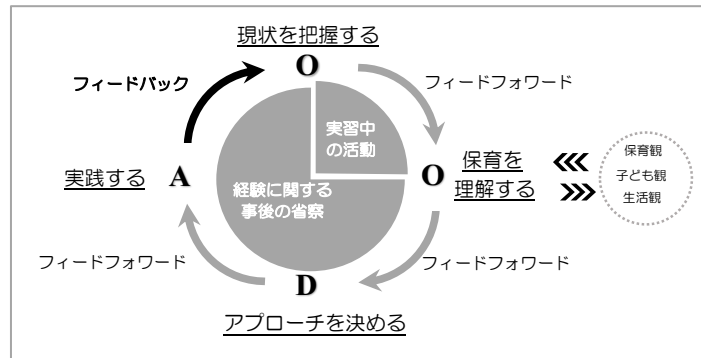 現状を把握する
O
フィードバック
フィードフォワード
実習中
の活動
実践する
A
O
保育を
理解する
保育観
子ども観
生活観
経験に関する
事後の省察
フィードフォワード
フィードフォワード
D
アプローチを決める